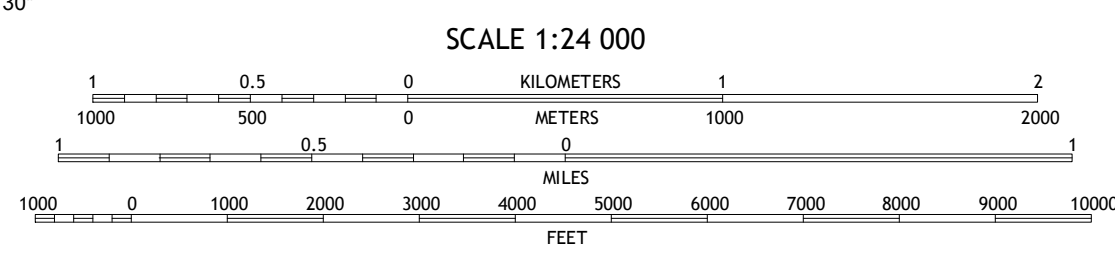 30"
SCALE 1:24 000
1 0.5 0 KILOMETERS 1 2
1000 500 0 METERS 1000 2000
1 0.5 0 1
MILES
1000 0 1000 2000 3000 4000 5000 6000 7000 8000 9000 10000
FEET